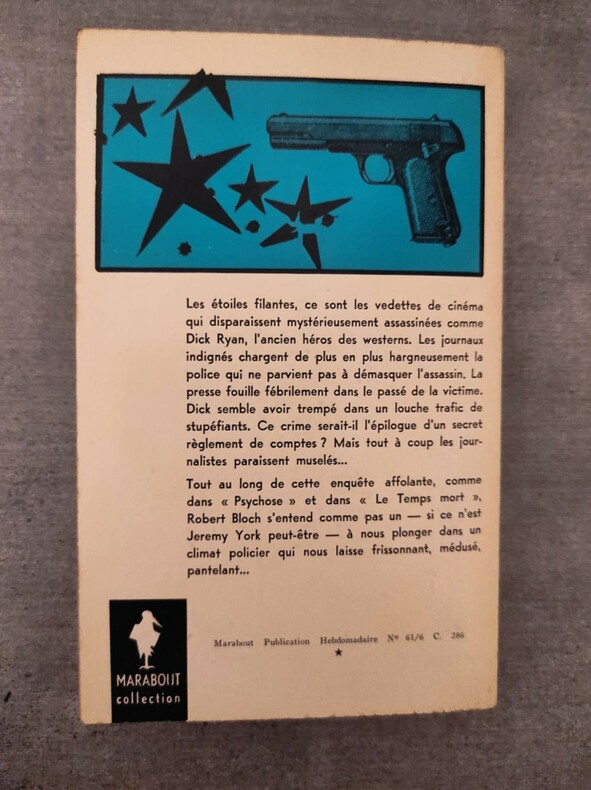 Les étoiles filantes, ce sont les vedettes de cinéma
qui disparaissent mystérieusement assassinées comme
Dick Ryan, l'ancien héros des westerns. Les journaux
indignés chargent de plus en plus hargneusement la
police qui ne parvient pas à démasquer l'assassin. La
presse fouille fébrilement dans le passé de la victime.
Dick semble avoir trempé dans un louche trafic de
stupéfiants. Ce crime serait-il l'épilogue d'un secret
règlement de comptes ? Mais tout à coup les jour-
nalistes paraissent muselés...
Tout au long de cette enquête affolante, comme
dans « Psychose » et dans « Le Temps mort »,
Robert Bloch s'entend comme pas un — si ce n'est
Jeremy York peut-être — à nous plonger dans un
climat policier qui nous laisse frissonnant, médusé,
pantelant...
Marabout Publication Hebdomadaire N° 61/6 C. 286
MARABOUT
collection